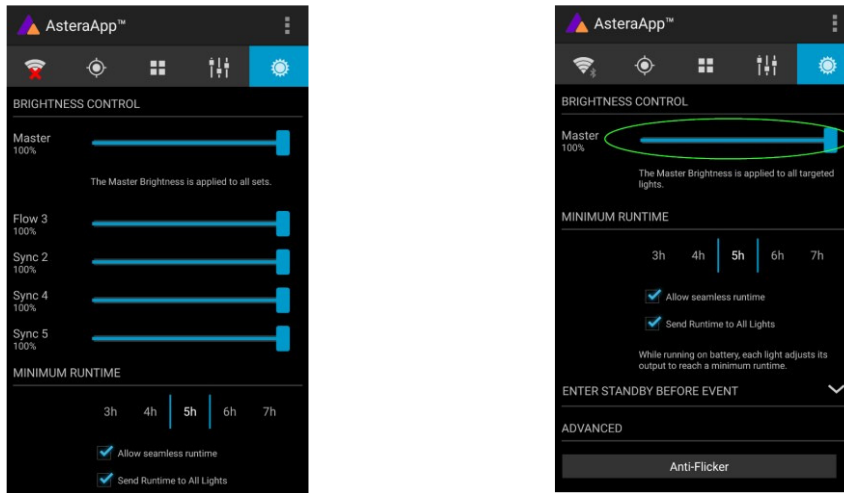 AsteraApp™
BRIGHTNESS CONTROL
Master
100%
The Master Brightness is applied to all sets.
Flow 3
100%
Sync 2
100%
Sync 4
100%
Sync 5
100%
MINIMUM RUNTIME
3h 4h 5h 6h 7h
Allow seamless runtime
Send Runtime to All Lights
AsteraApp™
BRIGHTNESS CONTROL
Master
100%
The Master Brightness is applied to all targeted
lights.
MINIMUM RUNTIME
3h 4h 5h 6h 7h
Allow seamless runtime
Send Runtime to All Lights
While running on battery, each light adjusts its
output to reach a minimum runtime.
ENTER STANDBY BEFORE EVENT
ADVANCED
Anti-Flicker